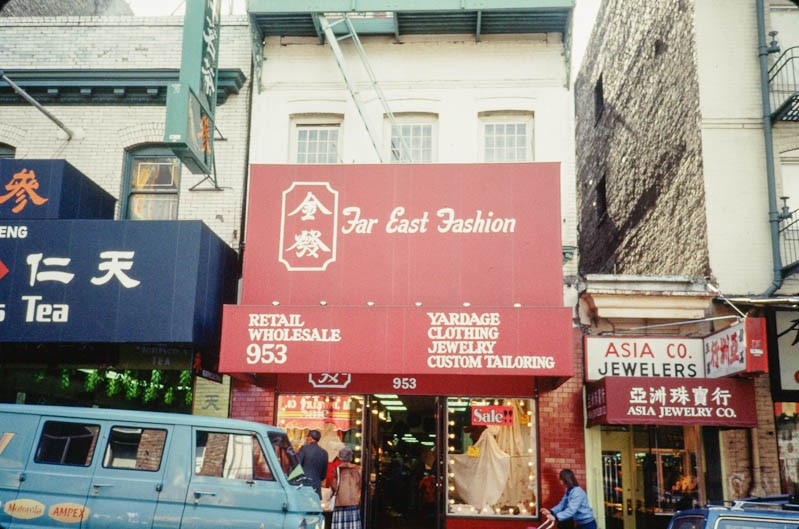 天
參
ENG
仁天
s Tea
金發
Far East Fashion
RETAIL
WHOLESALE
953
YARDAGE
CLOTHING
JEWELRY
CUSTOM TAILORING
953
Sale
ASIA CO.
JEWELERS
亞洲珠寶行
ASIA JEWELRY CO.
Motorola
AMPEX